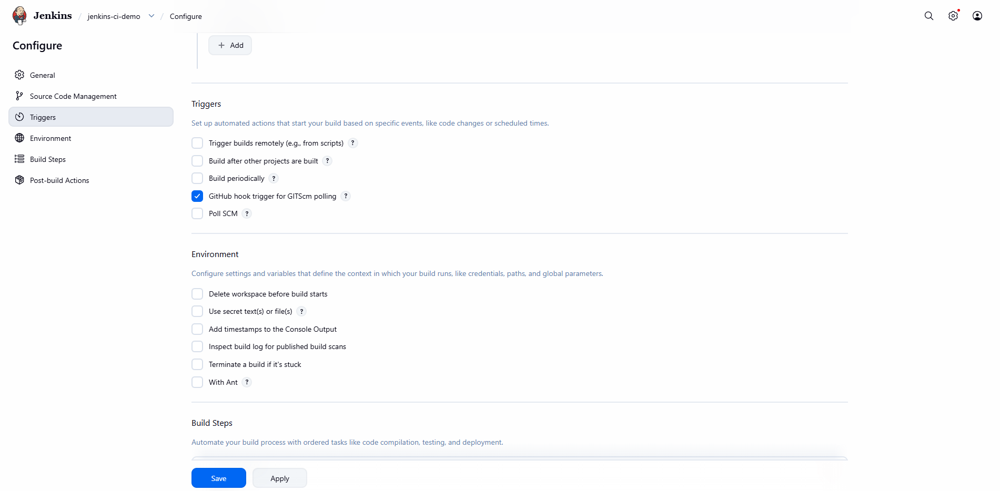 Jenkins / jenkins-ci-demo / Configure
Configure
General
Source Code Management
Triggers
Environment
Build Steps
Post-build Actions
+ Add
Triggers
Set up automated actions that start your build based on specific events, like code changes or scheduled times.
Trigger builds remotely (e.g., from scripts) ?
Build after other projects are built ?
Build periodically ?
GitHub hook trigger for GITScm polling ?
Poll SCM ?
Environment
Configure settings and variables that define the context in which your build runs, like credentials, paths, and global parameters.
Delete workspace before build starts
Use secret text(s) or file(s) ?
Add timestamps to the Console Output
Inspect build log for published build scans
Terminate a build if it's stuck
With Ant ?
Build Steps
Automate your build process with ordered tasks like code compilation, testing, and deployment.
Save Apply